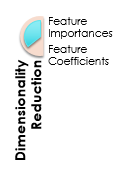 Feature
Importances
Feature
Coefficients
Dimensionality
Reduction